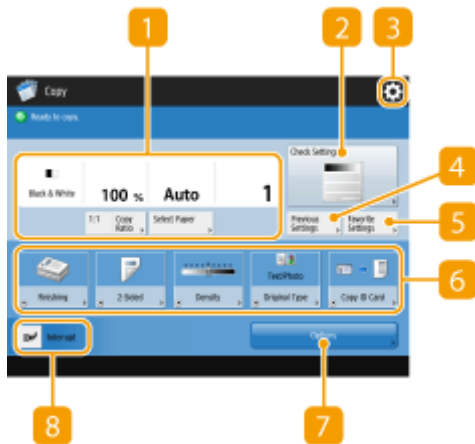 1
2
3
Copy
Ready to copy.
Check Setting
4
Black & White
100 %
Auto
1
1:1
Copy Ratio
Select Paper
Previous Settings
Favorite Settings
5
Text/Photo
Finishing
2-Sided
Density
Original Type
Copy ID Card
6
Interrupt
Options
8
7